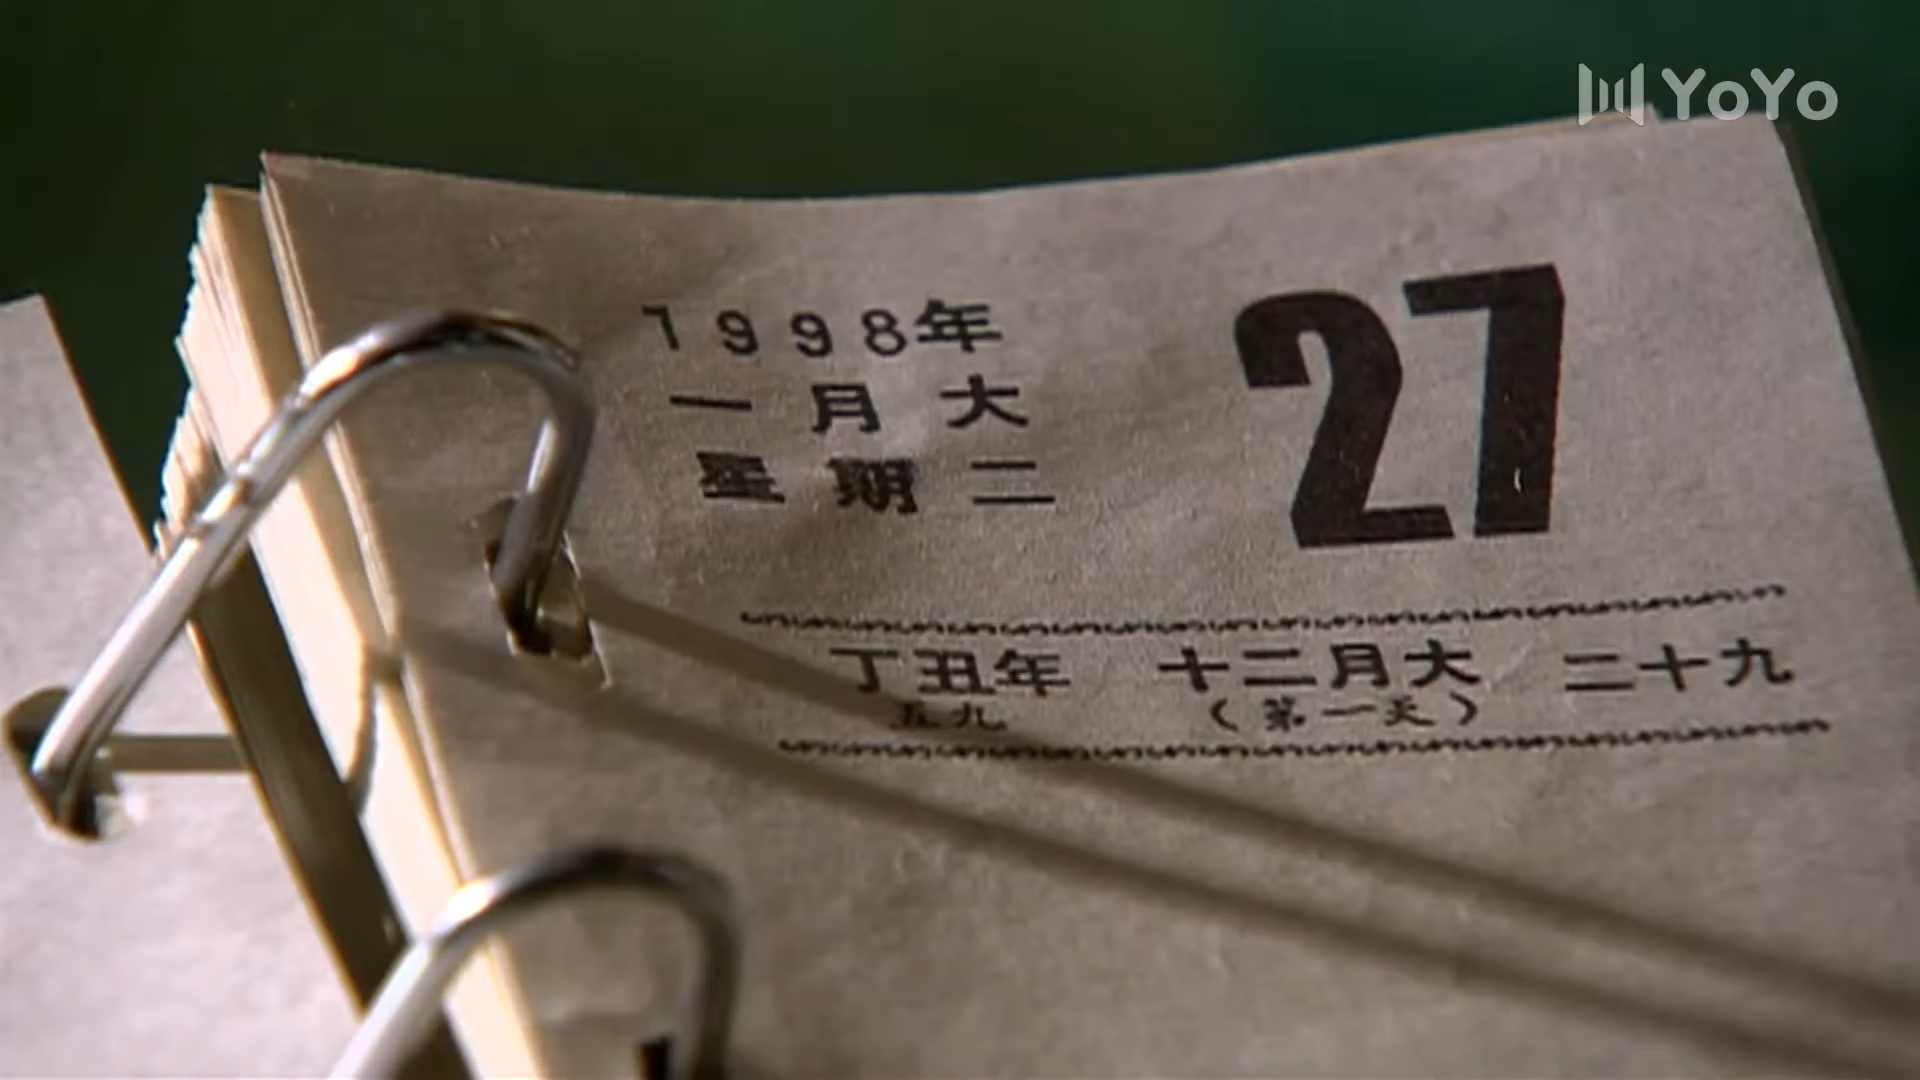 YoYo
1998年
一月大
星期二
27
丁丑年 十二月大 二十九
五九 (第一天)